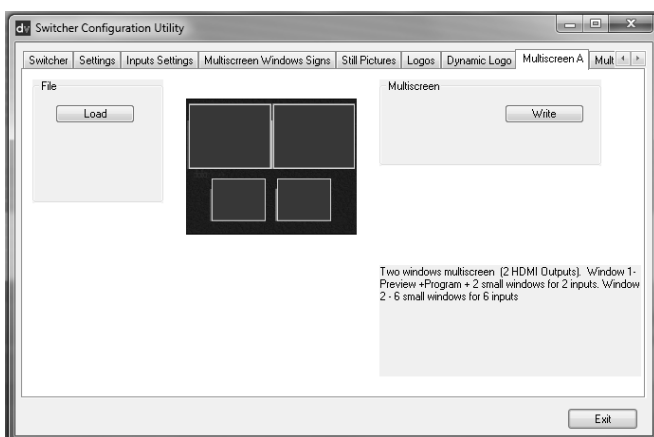 dv Switcher Configuration Utility
Switcher Settings Inputs Settings Multiscrreen Windows Signs Still Pictures Logos Dynamic Logo Multiscreen A Mult
File
Load
Multiscreen
Write
Two windows multiscreen (2 HDMI Outputs). Window 1-
Preview +Program + 2 small windows for 2 inputs. Window
2 - 6 small windows for 6 inputs
Exit